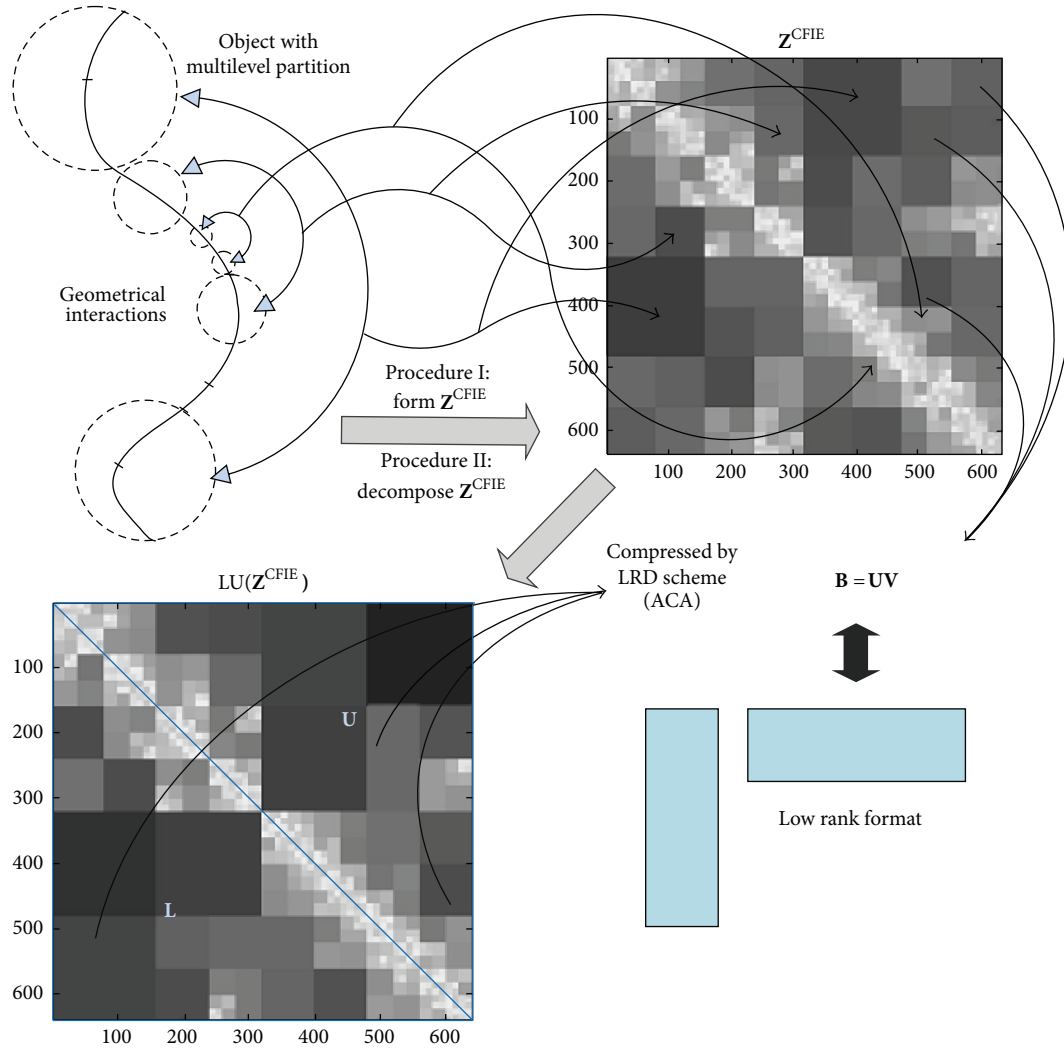 Object with
multilevel partition
Geometrical
interactions
Z^CFIE
100
200
300
400
500
600
100 200 300 400 500 600
Procedure I:
form Z^CFIE
Procedure II:
decompose Z^CFIE
LU(Z^CFIE)
100
200
300
400
500
600
U
L
100 200 300 400 500 600
Compressed by
LRD scheme
(ACA)
B = UV
Low rank format